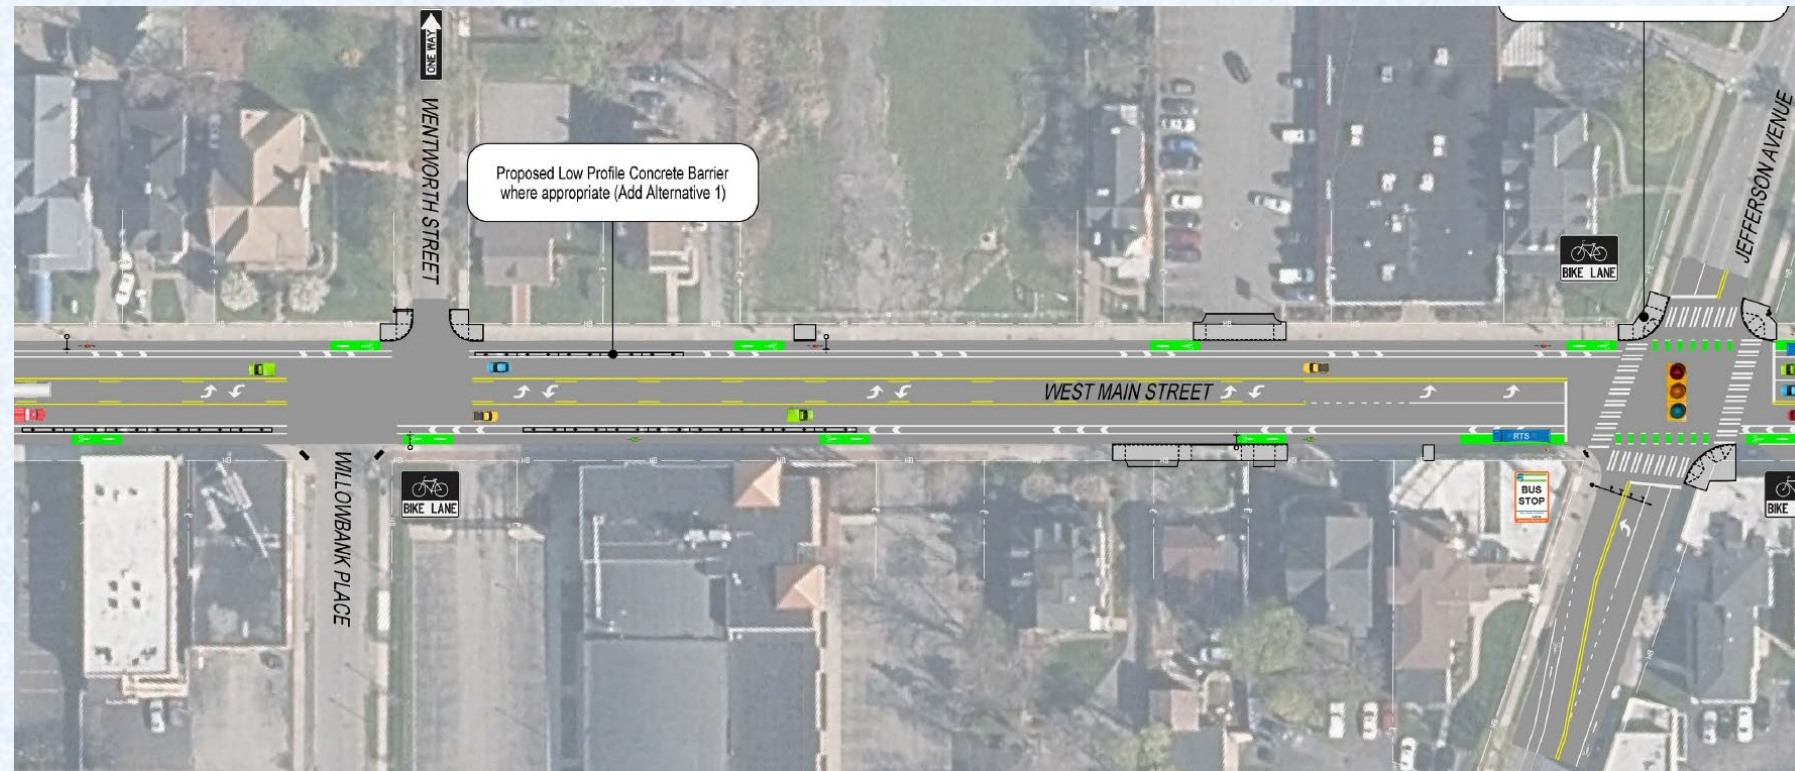 ONE WAY
WENTWORTH STREET
Proposed Low Profile Concrete Barrier
where appropriate (Add Alternative 1)
JEFFERSON AVENUE
BIKE LANE
WEST MAIN STREET
RTS
BUS
STOP
BIKE LANE
WILLOWBANK PLACE
BIKE